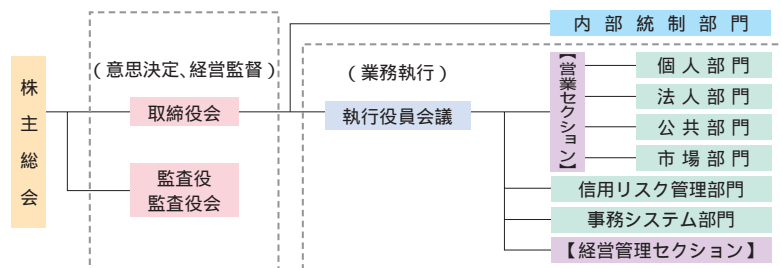 株主総会
(意思決定、経営監督)
取締役会
監査役
監査役会
(業務執行)
執行役員会議
内部統制部門
【営業セクション】
個人部門
法人部門
公共部門
市場部門
信用リスク管理部門
事務システム部門
【経営管理セクション】